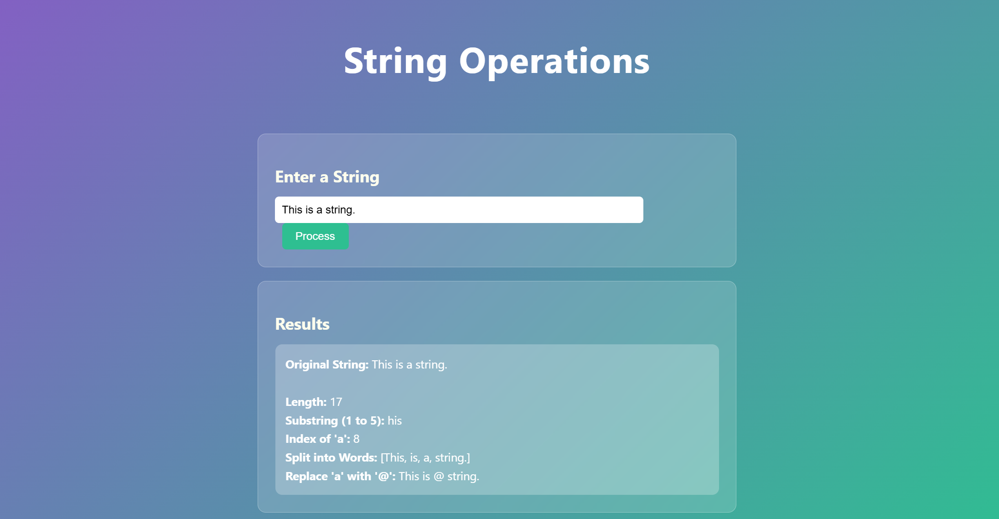 String Operations
Enter a String
This is a string.
Process
Results
Original String: This is a string.
Length: 17
Substring (1 to 5): his
Index of 'a': 8
Split into Words: [This, is, a, string.]
Replace 'a' with '@': This is @ string.